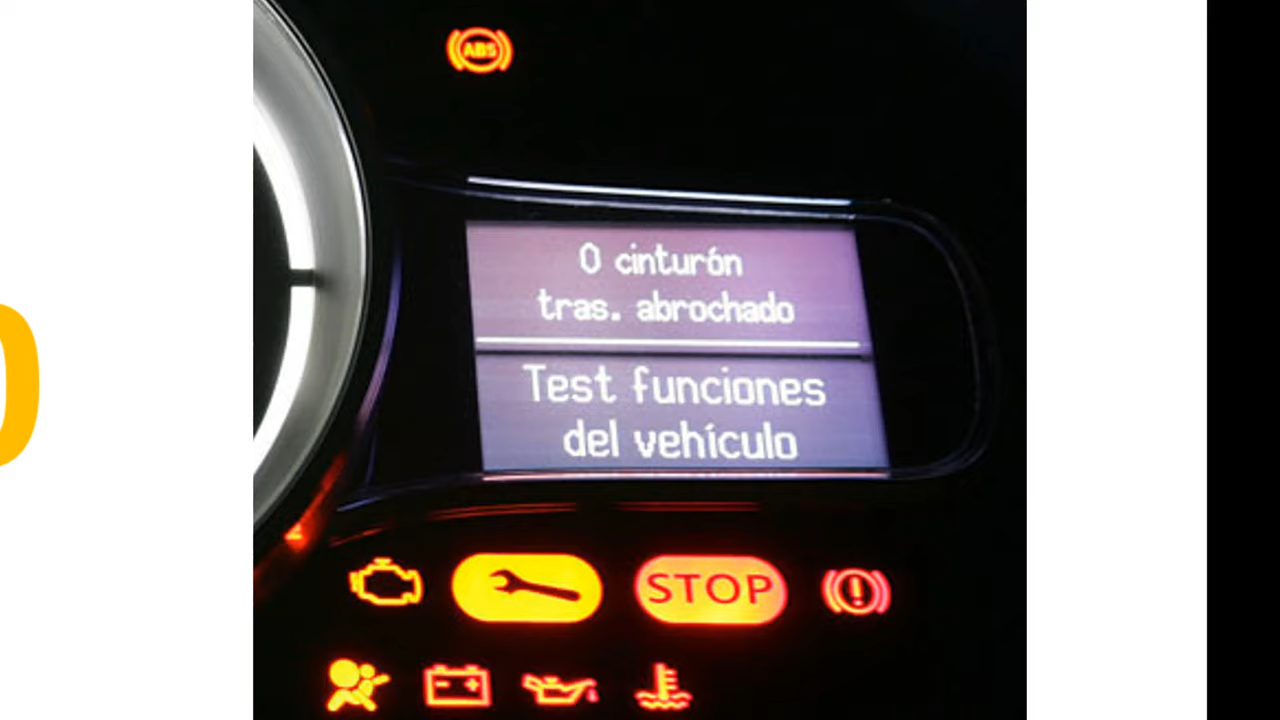 ABS
0 cinturón
tras. abrochado
Test funciones
del vehículo
STOP